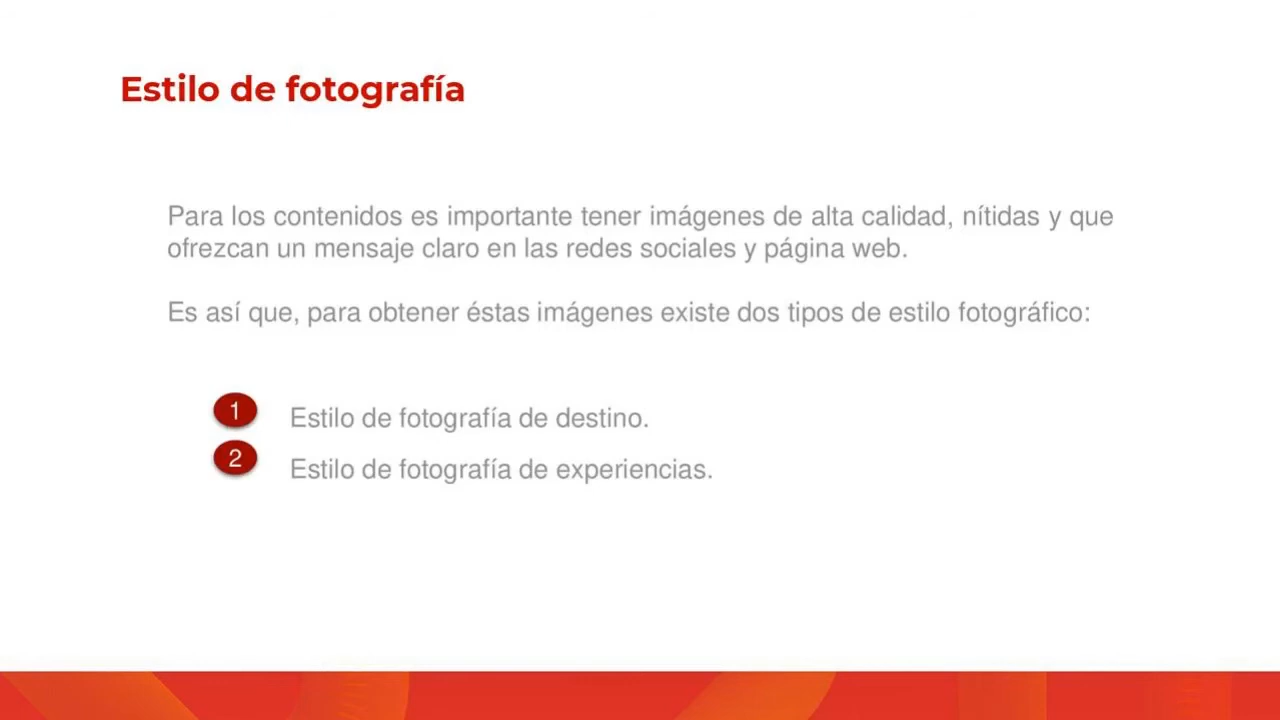 Estilo de fotografía
Para los contenidos es importante tener imágenes de alta calidad, nítidas y que
ofrezcan un mensaje claro en las redes sociales y página web.
Es así que, para obtener éstas imágenes existe dos tipos de estilo fotográfico:
1 Estilo de fotografía de destino.
2 Estilo de fotografía de experiencias.